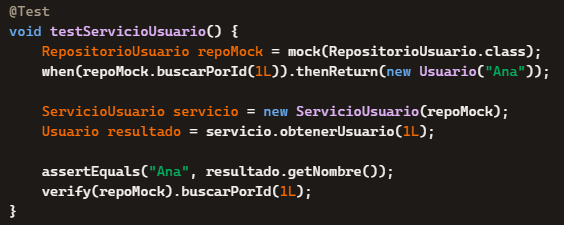 @Test
void testServicioUsuario() {
    RepositorioUsuario repoMock = mock(RepositorioUsuario.class);
    when(repoMock.buscarPorId(1L)).thenReturn(new Usuario("Ana"));

    ServicioUsuario servicio = new ServicioUsuario(repoMock);
    Usuario resultado = servicio.obtenerUsuario(1L);

    assertEquals("Ana", resultado.getNombre());
    verify(repoMock).buscarPorId(1L);
}